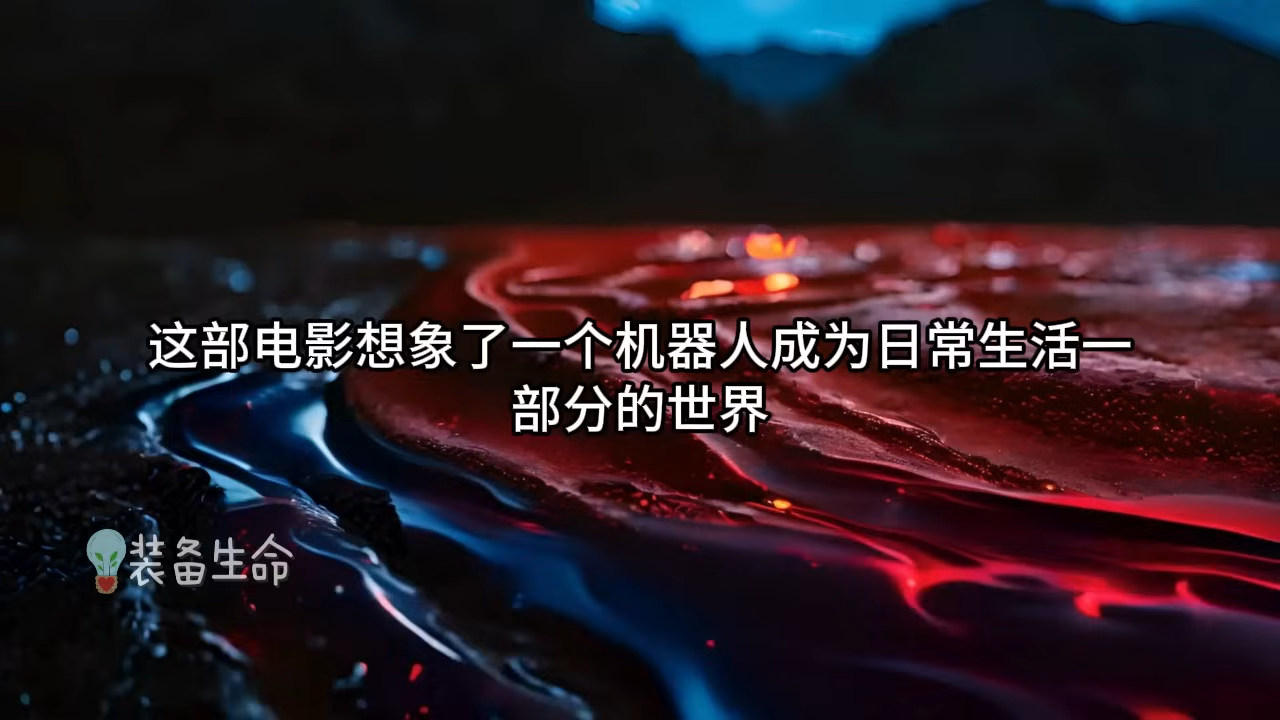 这部电影想象了一个机器人成为日常生活一
部分的世界
装备生命